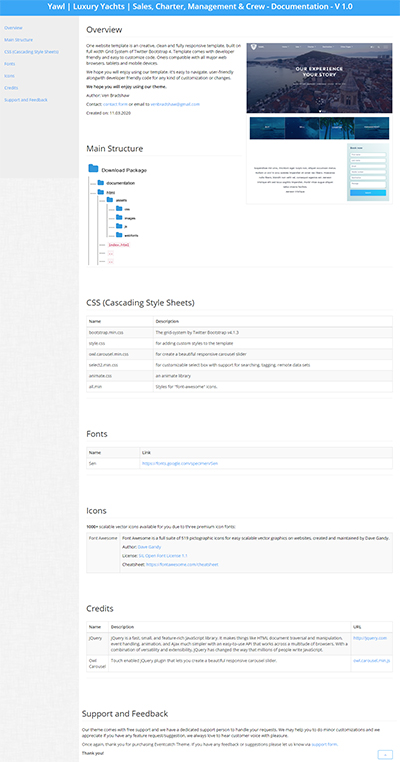 Yawl | Luxury Yachts | Sales, Charter, Management & Crew - Documentation - V 1.0
Overview
Main Structure
CSS (Cascading Style Sheets)
Fonts
Icons
Credits
Support and Feedback
Overview
One website template is an creative, clean and fully responsive template. Built on
full width Grid System of Twitter Bootstrap 4. Template comes with developer
friendly and easy to customize code. One's compatible with all major web
browsers, tablets and mobile devices.
We hope you will enjoy using our template. It's easy to navigate, user-friendly
alongwith developer friendly code for any kind of customization or changes.
We hope you will enjoy using our theme.
Author: Ven Bradshaw
Contact: contact form or email to venbradshaw@gmail.com
Created on: 11.03.2020
OUR EXPERIENCE
YOUR STORY
Main Structure
Download Package
documentation
html
assets
css
images
js
webfonts
index.html
...
...
CSS (Cascading Style Sheets)
Name Description
bootstrap.min.css The grid-system by Twitter Bootstrap v4.1.3
style.css for adding custom styles to the template
owl.carousel.min.css for create a beautiful responsive carousel slider
select2.min.css for customizable select box with support for searching, tagging, remote data sets
animate.css an animate library
all.min Styles for "font-awesome" icons.
Fonts
Name Link
Sen https://fonts.google.com/specimen/Sen
Icons
1000+ scalable vector icons available for you due to three premium icon fonts:
Font Awesome Font Awesome is a full suite of 519 pictographic icons for easy scalable vector graphics on websites, created and maintained by Dave Gandy.
Author: Dave Gandy
License: SIL Open Font License 1.1
Cheatsheet: https://fontawesome.com/cheatsheet
Credits
Name Description URL
jQuery jQuery is a fast, small, and feature-rich JavaScript library. It makes things like HTML document traversal and manipulation, http://jquery.com
event handling, animation, and Ajax much simpler with an easy-to-use API that works across a multitude of browsers. With a
combination of versatility and extensibility, jQuery has changed the way that millions of people write JavaScript.
Owl Carousel Touch enabled jQuery plugin that lets you create a beautiful responsive carousel slider. owl.carousel.min.js
Support and Feedback
Our theme comes with free support and we have a dedicated support person to handle your requests. We may help you to do minor customizations and we
appreciate if you have any feature request/suggestion, we always love to hear customer voice with pleasure.
Once again, thank you for purchasing Eventcatch Theme. If you have any feedback or suggestions please let us know via support form!
Thank you!